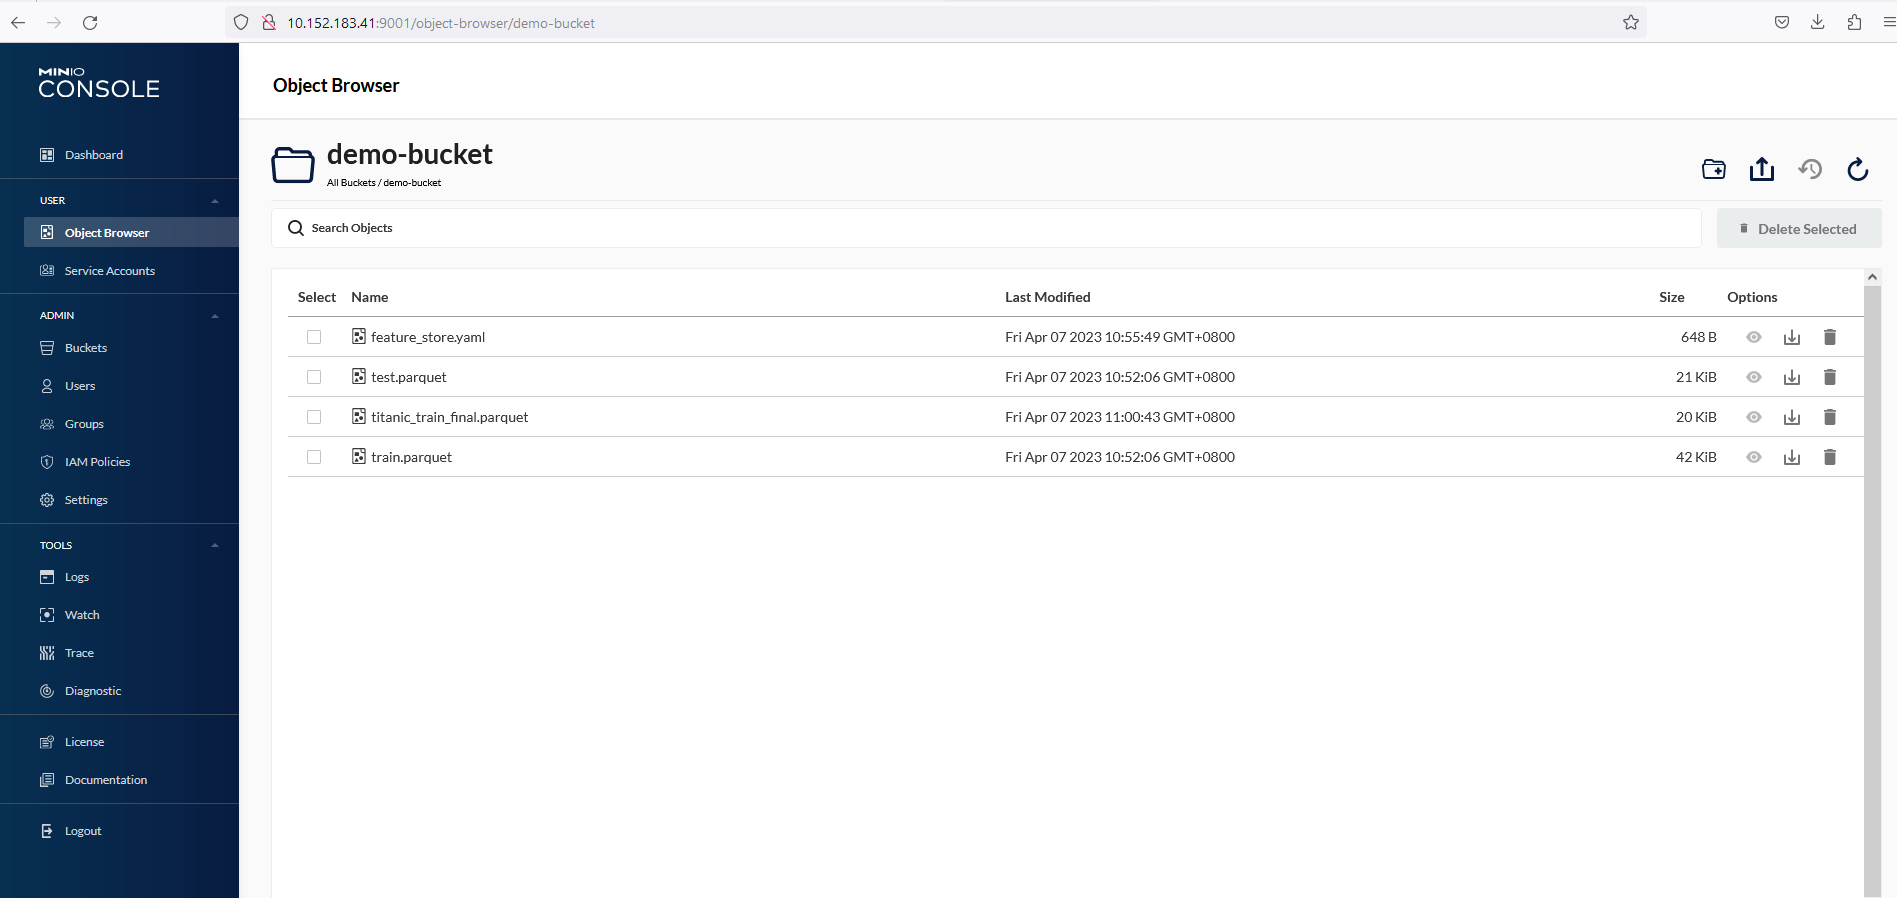 10.152.183.41:9001/object-browser/demo-bucket
MINIO
CONSOLE
Dashboard
USER
Object Browser
Service Accounts
ADMIN
Buckets
Users
Groups
IAM Policies
Settings
TOOLS
Logs
Watch
Trace
Diagnostic
License
Documentation
Logout
Object Browser
demo-bucket
All Buckets / demo-bucket
Search Objects
Delete Selected
Select Name Last Modified Size Options
feature_store.yaml Fri Apr 07 2023 10:55:49 GMT+0800 648 B
test.parquet Fri Apr 07 2023 10:52:06 GMT+0800 21 KiB
titanic_train_final.parquet Fri Apr 07 2023 11:00:43 GMT+0800 20 KiB
train.parquet Fri Apr 07 2023 10:52:06 GMT+0800 42 KiB